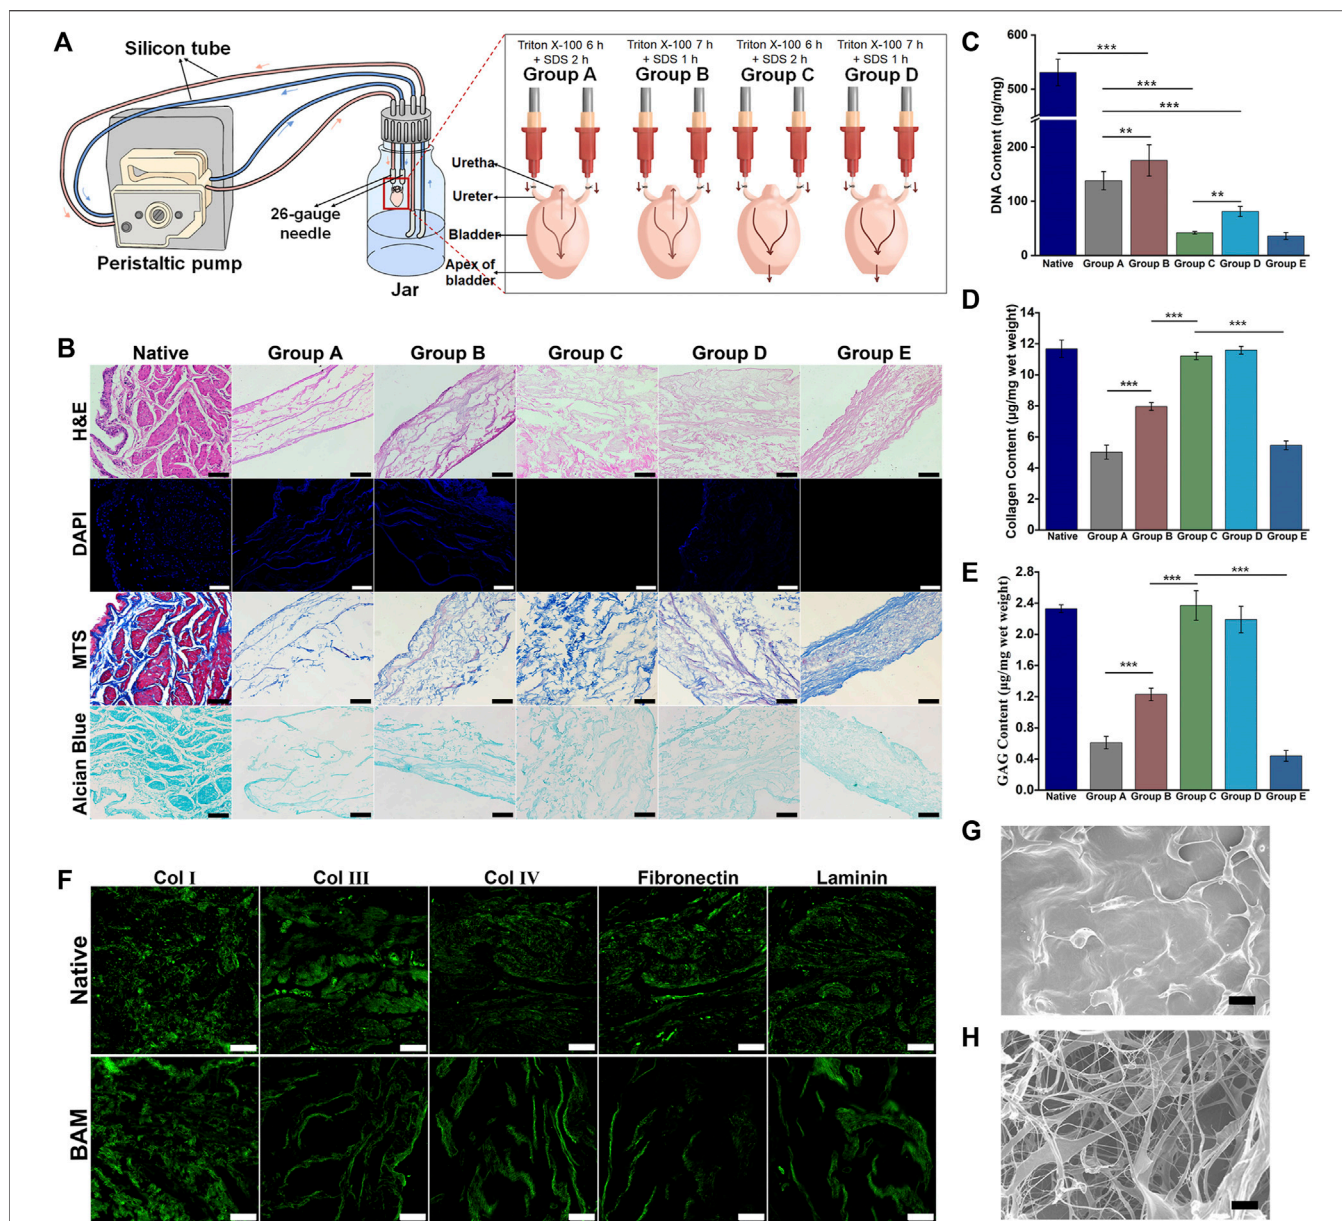 A
Silicon tube
Peristaltic pump
26-gauge
needle
Jar
Triton X-100 6 h
+ SDS 2 h
Group A
Triton X-100 7 h
+ SDS 1 h
Group B
Triton X-100 6 h
+ SDS 2 h
Group C
Triton X-100 7 h
+ SDS 1 h
Group D
Uretha
Ureter
Bladder
Apex of
bladder
B
Native Group A Group B Group C Group D Group E
H&E
DAPI
MTS
Alcian Blue
C
DNA Content (ng/mg)
600
500
200
100
0
***
***
***
**
**
Native Group A Group B Group C Group D Group E
D
Collagen Content (μg/mg wet weight)
14
12
10
8
6
4
2
0
***
***
***
Native Group A Group B Group C Group D Group E
E
GAG Content (μg/mg wet weight)
2.8
2.4
2.0
1.6
1.2
0.8
0.4
0.0
***
***
***
Native Group A Group B Group C Group D Group E
F
Col I Col III Col IV Fibronectin Laminin
Native
BAM
G
H